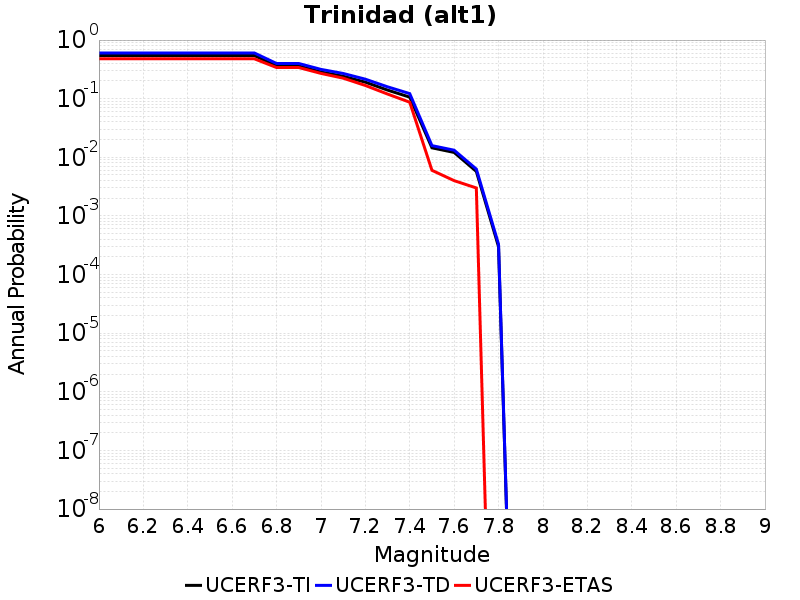 Trinidad (alt1)
10^0
10^-1
10^-2
10^-3
10^-4
10^-5
10^-6
10^-7
10^-8
Annual Probability
6 6.2 6.4 6.6 6.8 7 7.2 7.4 7.6 7.8 8 8.2 8.4 8.6 8.8 9
Magnitude
UCERF3-TI UCERF3-TD UCERF3-ETAS